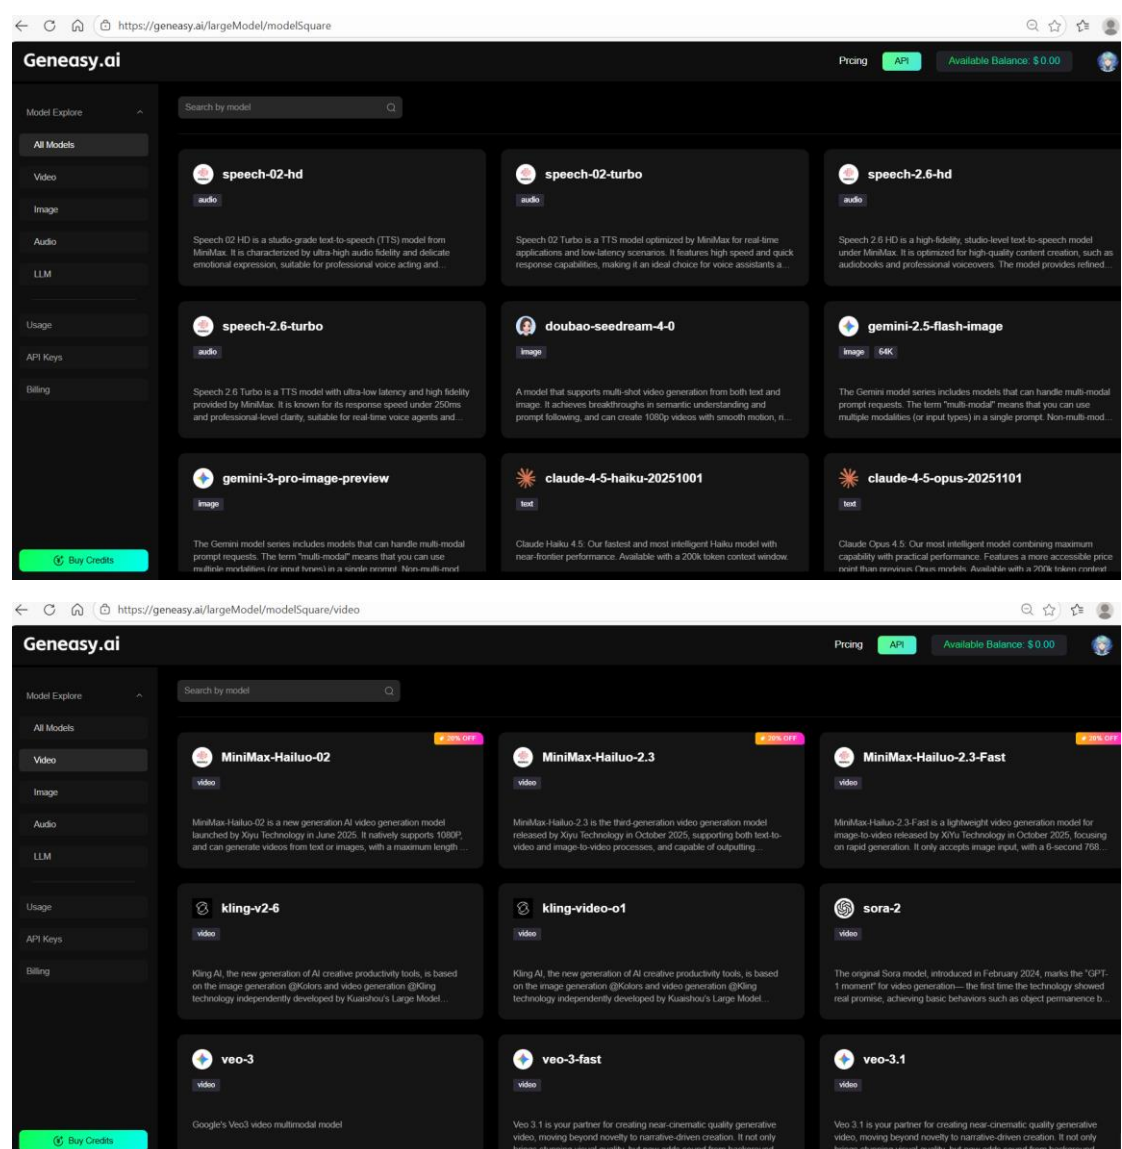 https://geneasy.ai/largeModel/modelSquare
Geneasy.ai
Prcing
API
Available Balance: $ 0.00
Model Explore
All Models
Video
Image
Audio
LLM
Usage
API Keys
Billing
Buy Credits
Search by model
speech-02-hd
audio
Speech 02 HD is a studio-grade text-to-speech (TTS) model from
MiniMax. It is characterized by ultra-high audio fidelity and delicate
emotional expression, suitable for professional voice acting and...
speech-02-turbo
audio
Speech 02 Turbo is a TTS model optimized by MiniMax for real-time
applications and low-latency scenarios. It features high speed and quick
response capabilities, making it an ideal choice for voice assistants a...
speech-2.6-hd
audio
Speech 2.6 HD is a high-fidelity, studio-level text-to-speech model
under MiniMax. It is optimized for high-quality content creation, such as
audiobooks and professional voiceovers. The model provides refined...
speech-2.6-turbo
audio
Speech 2.6 Turbo is a TTS model with ultra-low latency and high fidelity
provided by MiniMax. It is known for its response speed under 250ms
and professional-level clarity, suitable for real-time voice agents and...
doubao-seedream-4-0
image
A model that supports multi-shot video generation from both text and
image. It achieves breakthroughs in semantic understanding and
prompt following, and can create 1080p videos with smooth motion, ri...
gemini-2.5-flash-image
image 64K
The Gemini model series includes models that can handle multi-modal
prompt requests. The term "multi-modal" means that you can use
multiple modalities (or input types) in a single prompt. Non-multi-mod...
gemini-3-pro-image-preview
image
The Gemini model series includes models that can handle multi-modal
prompt requests. The term "multi-modal" means that you can use
multiple modalities (or input types) in a single prompt. Non-multi-mod
claude-4-5-haiku-20251001
text
Claude Haiku 4.5: Our fastest and most intelligent Haiku model with
near-frontier performance. Available with a 200k token context window.
claude-4-5-opus-20251101
text
Claude Opus 4.5: Our most intelligent model combining maximum
capability with practical performance. Features a more accessible price
point than previous Opus models. Available with a 200k token context
https://geneasy.ai/largeModel/modelSquare/video
Geneasy.ai
Prcing
API
Available Balance: $ 0.00
Model Explore
All Models
Video
Image
Audio
LLM
Usage
API Keys
Billing
Buy Credits
Search by model
20% OFF
MiniMax-Hailuo-02
video
MiniMax-Hailuo-02 is a new generation AI video generation model
launched by Xiyu Technology in June 2025. It natively supports 1080P,
and can generate videos from text or images, with a maximum length ...
20% OFF
MiniMax-Hailuo-2.3
video
MiniMax-Hailuo-2.3 is the third-generation video generation model
released by Xiyu Technology in October 2025, supporting both text-to-
video and image-to-video processes, and capable of outputting...
20% OFF
MiniMax-Hailuo-2.3-Fast
video
MiniMax-Hailuo-2.3-Fast is a lightweight video generation model for
image-to-video released by XiYu Technology in October 2025, focusing
on rapid generation. It only accepts image input, with a 6-second 768...
kling-v2-6
video
Kling AI, the new generation of AI creative productivity tools, is based
on the image generation @Kolors and video generation @Kling
technology independently developed by Kuaishou's Large Model...
kling-video-o1
video
Kling AI, the new generation of AI creative productivity tools, is based
on the image generation @Kolors and video generation @Kling
technology independently developed by Kuaishou's Large Model...
sora-2
video
The original Sora model, introduced in February 2024, marks the "GPT-
1 moment" for video generation— the first time the technology showed
real promise, achieving basic behaviors such as object permanence b...
veo-3
video
Google's Veo3 video multimodal model
veo-3-fast
video
Veo 3.1 is your partner for creating near-cinematic quality generative
video, moving beyond novelty to narrative-driven creation. It not only
veo-3.1
video
Veo 3.1 is your partner for creating near-cinematic quality generative
video, moving beyond novelty to narrative-driven creation. It not only